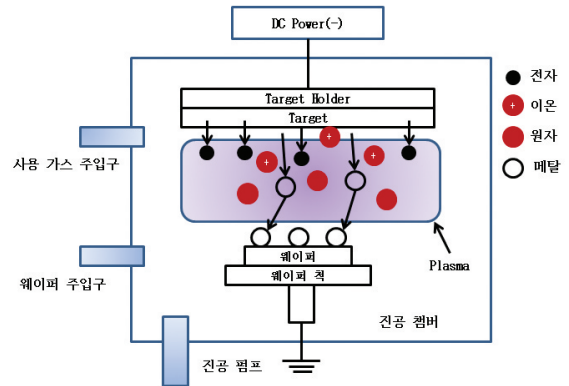 DC Power(-)
Target Holder
Target
전자
+ 이온
원자
메탈
+
+
+
사용 가스 주입구
웨이퍼 주입구
웨이퍼
웨이퍼 척
Plasma
진공 챔버
진공 펌프